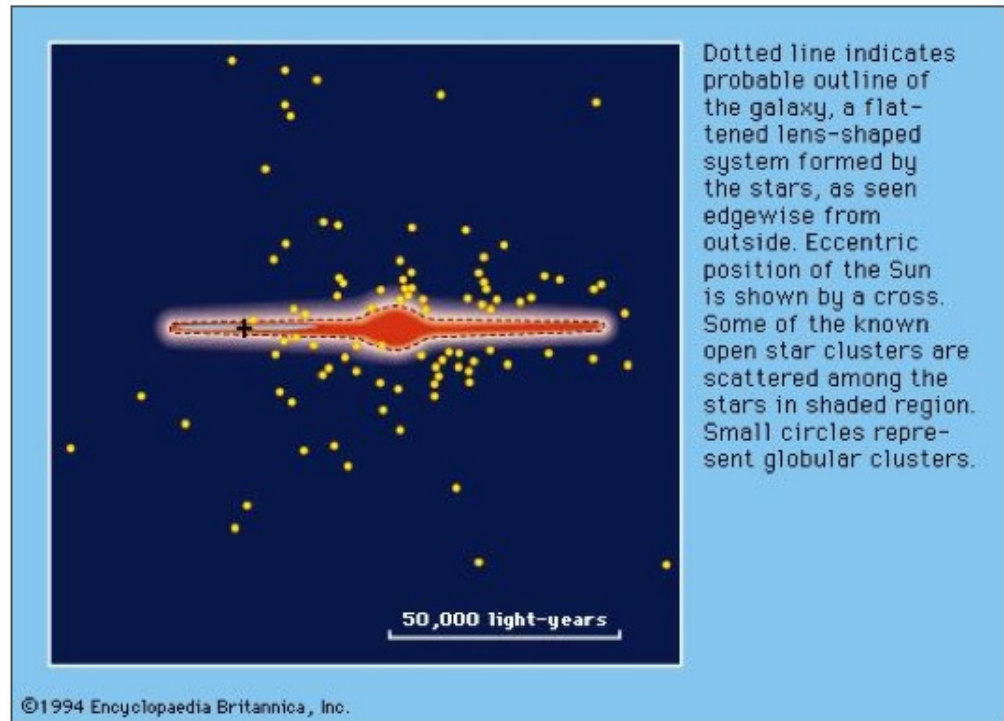 Dotted line indicates
probable outline of
the galaxy, a flat-
tened lens-shaped
system formed by
the stars, as seen
edgewise from
outside. Eccentric
position of the Sun
is shown by a cross.
Some of the known
open star clusters are
scattered among the
stars in shaded region.
Small circles repre-
sent globular clusters.
50,000 light-years
©1994 Encyclopaedia Britannica, Inc.